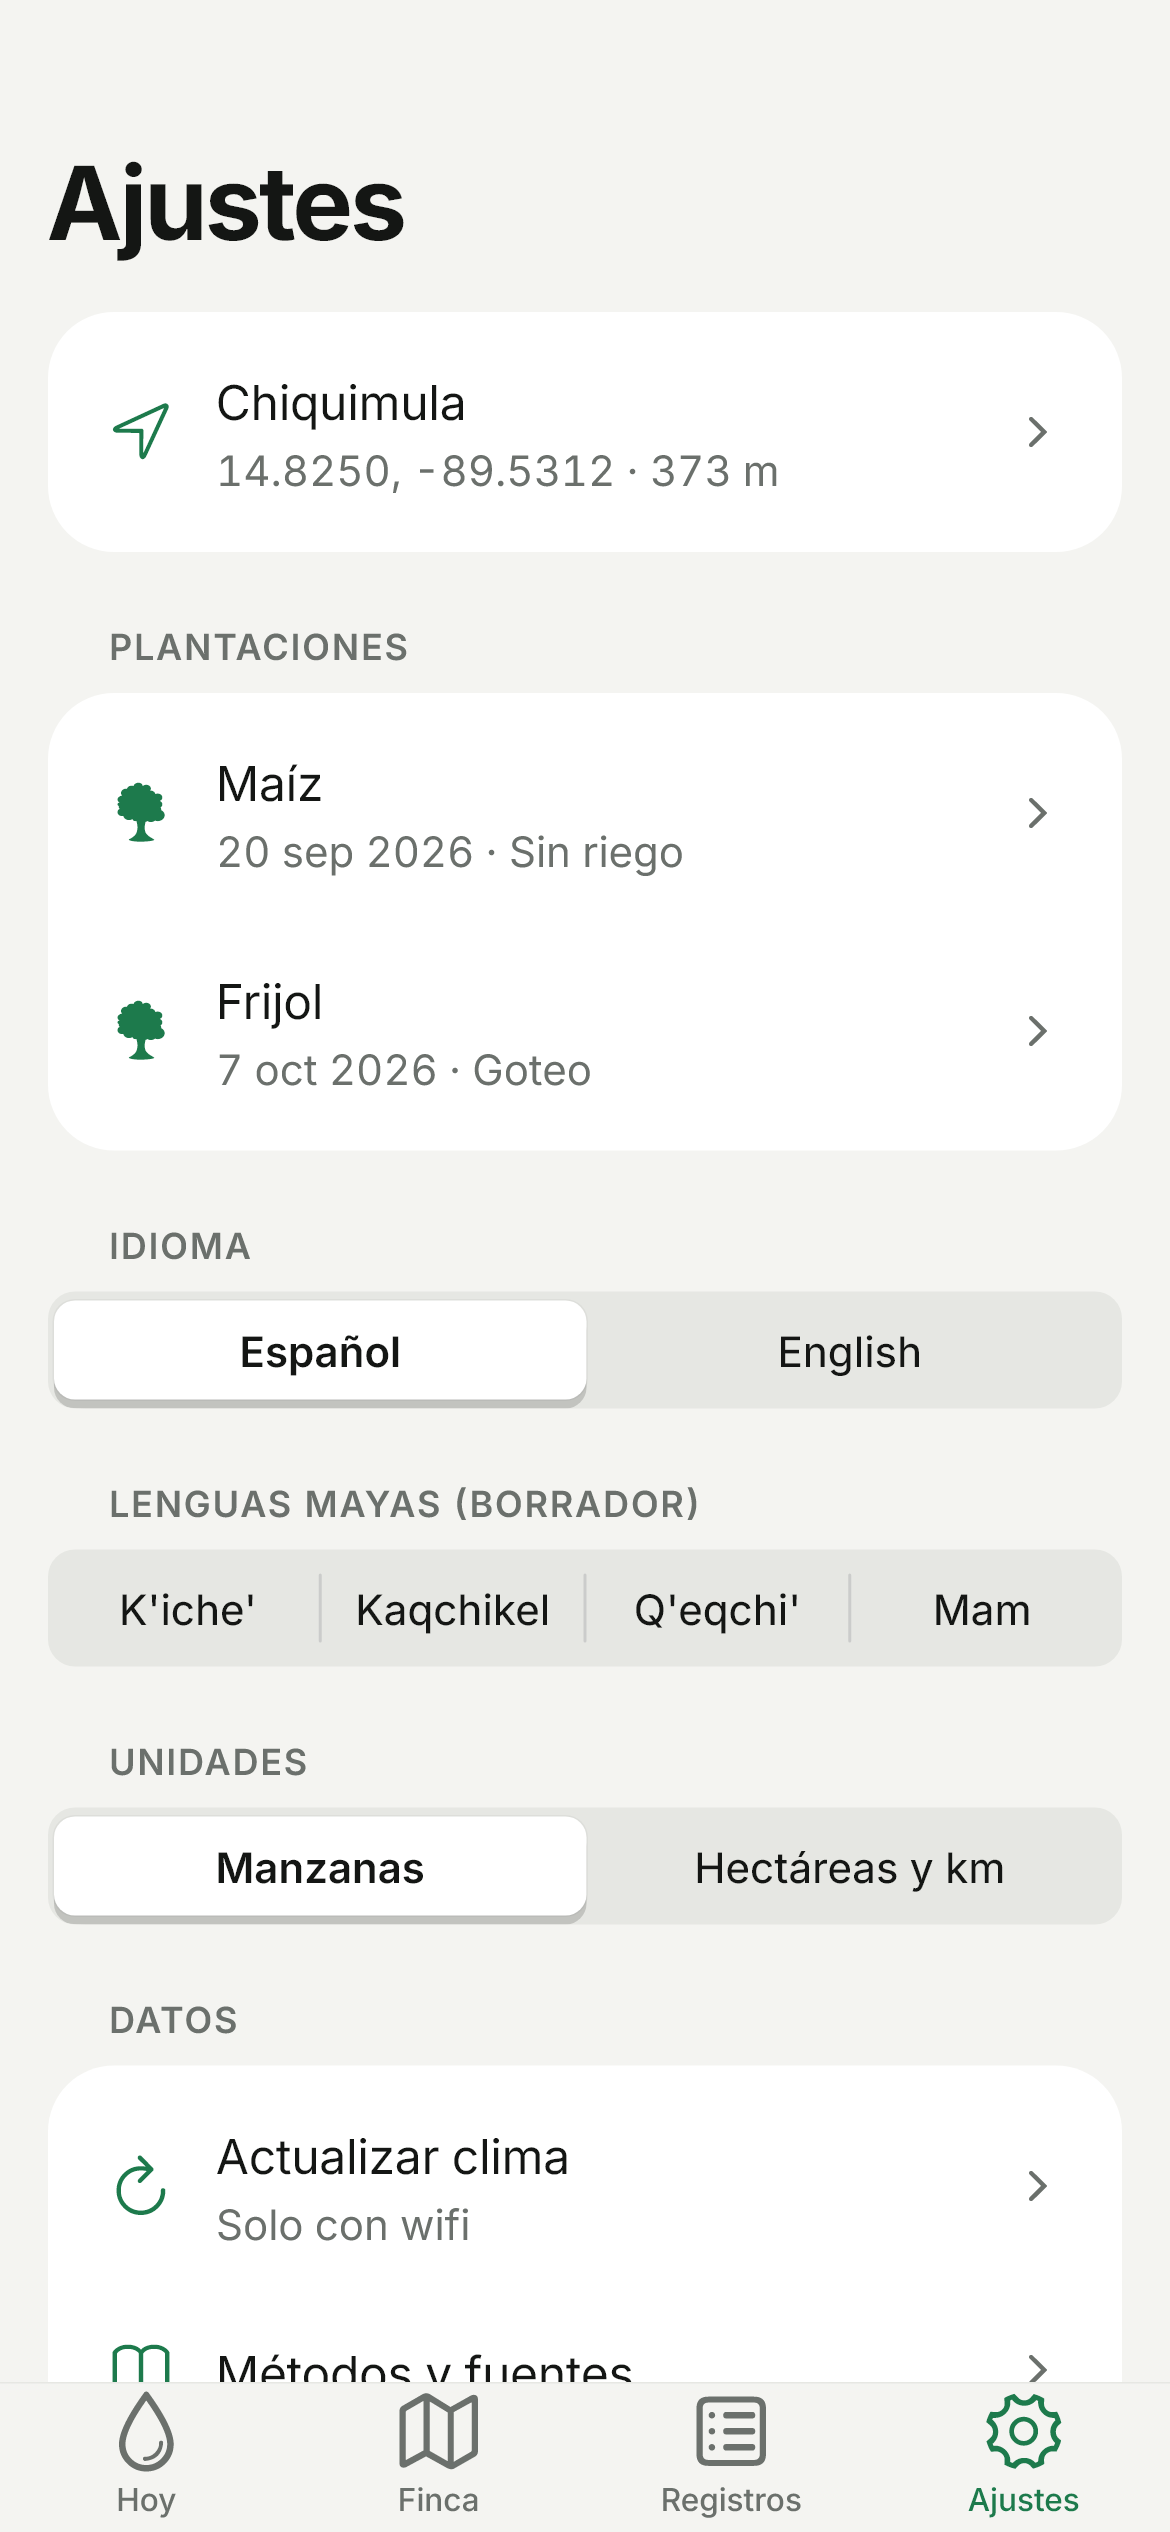 Ajustes
Chiquimula
14.8250, -89.5312 · 373 m
PLANTACIONES
Maíz
20 sep 2026 · Sin riego
Frijol
7 oct 2026 · Goteo
IDIOMA
Español English
LENGUAS MAYAS (BORRADOR)
K'iche' Kaqchikel Q'eqchi' Mam
UNIDADES
Manzanas Hectáreas y km
DATOS
Actualizar clima
Solo con wifi
Métodos y fuentes
Hoy Finca Registros Ajustes